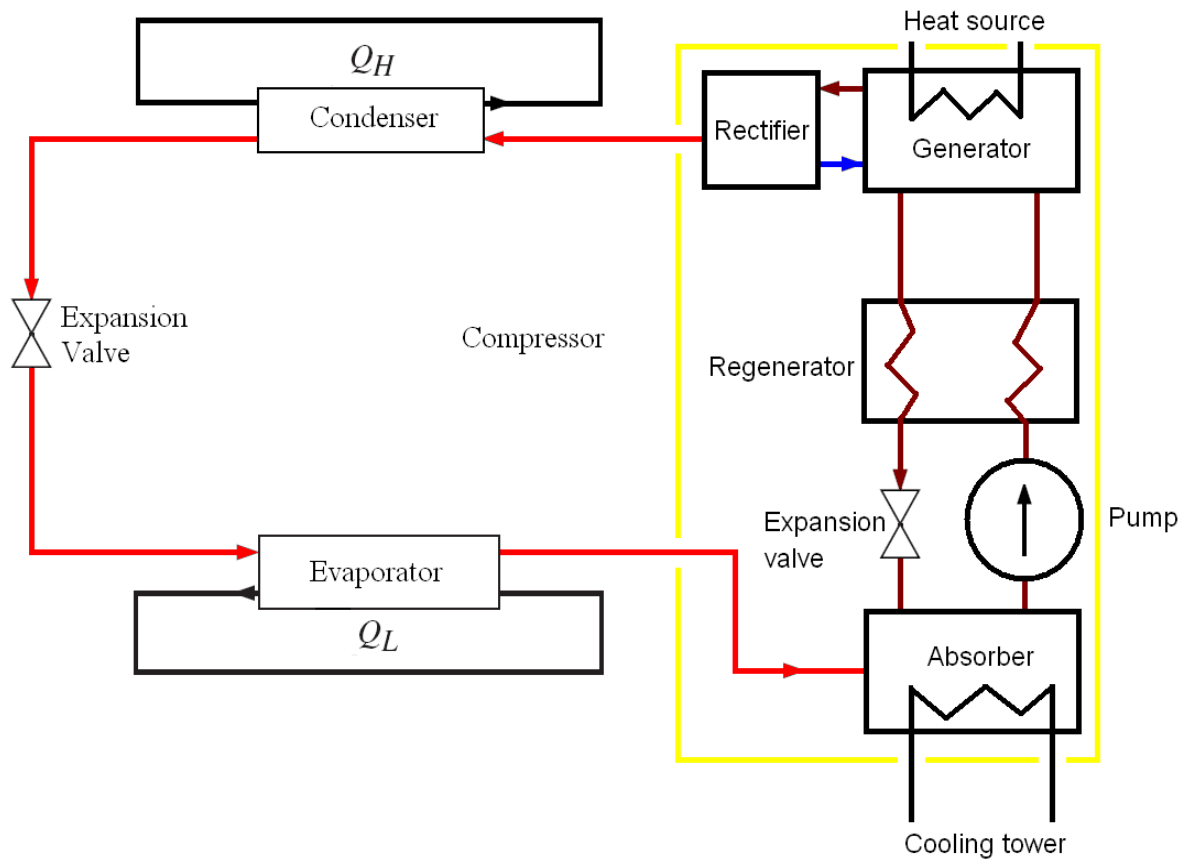 Heat source
Q_H
Condenser
Rectifier
Generator
Expansion
Valve
Compressor
Regenerator
Expansion
valve
Pump
Evaporator
Q_L
Absorber
Cooling tower